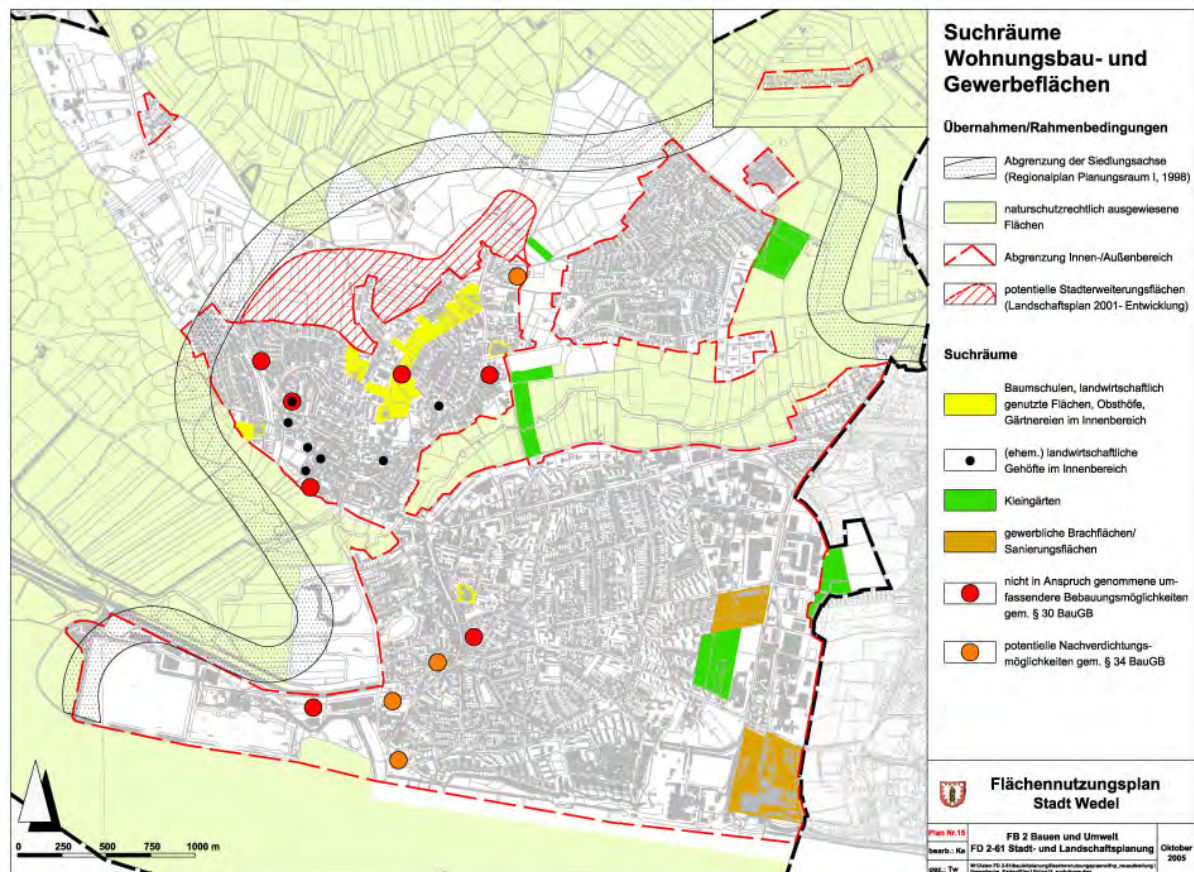 Suchräume
Wohnungsbau- und
Gewerbeflächen
Übernahmen/Rahmenbedingungen
Abgrenzung der Siedlungsachse
(Regionalplan Planungsraum I, 1998)
naturschutzrechtlich ausgewiesene
Flächen
Abgrenzung Innen-/Außenbereich
potentielle Stadterweiterungsflächen
(Landschaftsplan 2001- Entwicklung)
Suchräume
Baumschulen, landwirtschaftlich
genutzte Flächen, Obsthöfe,
Gärtnereien im Innenbereich
(ehem.) landwirtschaftliche
Gehöfte im Innenbereich
Kleingärten
gewerbliche Brachflächen/
Sanierungsflächen
nicht in Anspruch genommene um-
fassendere Bebauungsmöglichkeiten
gem. § 30 BauGB
potentielle Nachverdichtungs-
möglichkeiten gem. § 34 BauGB
Flächennutzungsplan
Stadt Wedel
Plan Nr.15
bearb.: Ke
gez.: Tw
FB 2 Bauen und Umwelt
FD 2-61 Stadt- und Landschaftsplanung
Oktober
2005
0 250 500 750 1000 m